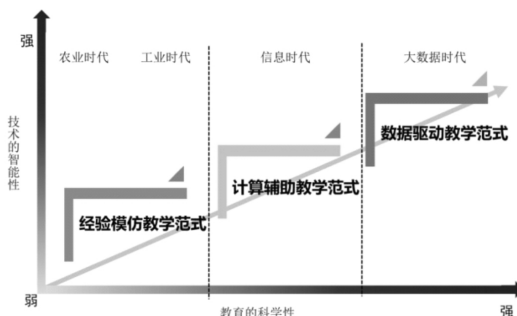 强
农业时代
工业时代
信息时代
大数据时代
技术的智能性
数据驱动教学范式
计算辅助教学范式
经验模仿教学范式
弱
教育的科学性
强